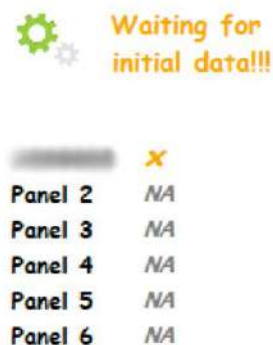 Waiting for
initial data!!!
x
Panel 2 NA
Panel 3 NA
Panel 4 NA
Panel 5 NA
Panel 6 NA